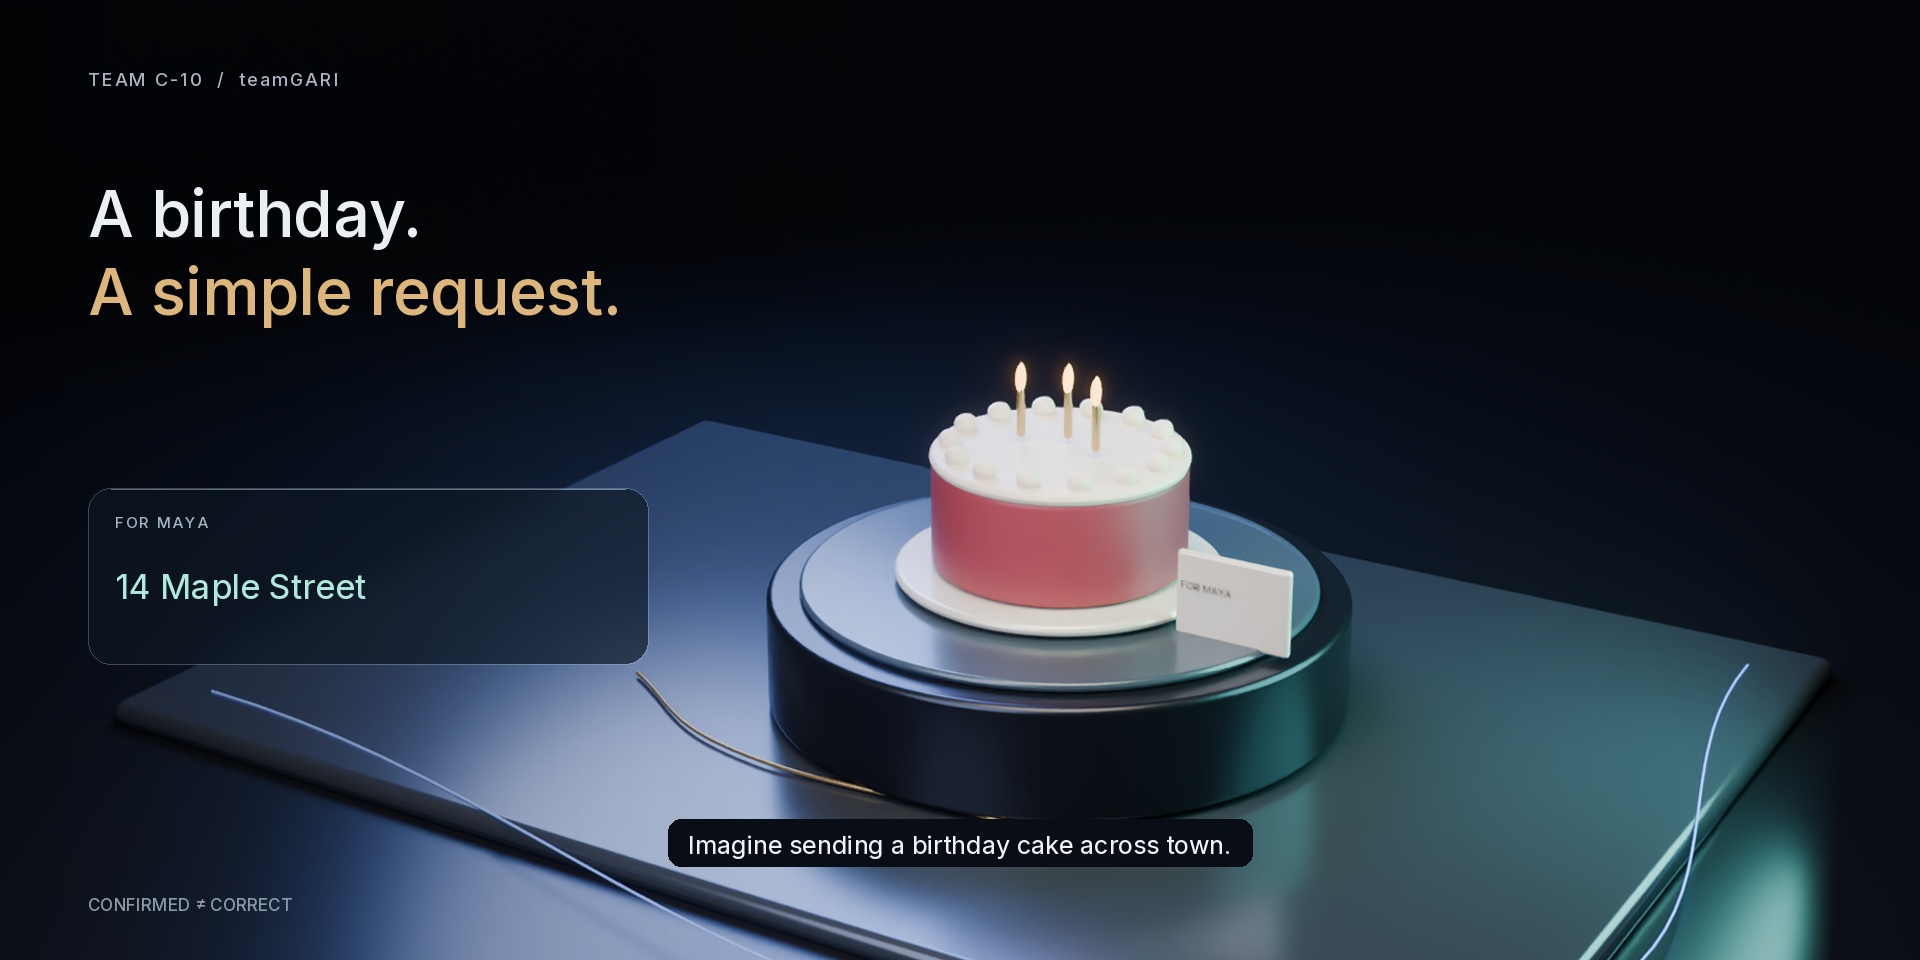 TEAM C-10 / teamGARI
A birthday.
A simple request.
FOR MAYA
14 Maple Street
FOR MAYA
Imagine sending a birthday cake across town.
CONFIRMED ≠ CORRECT